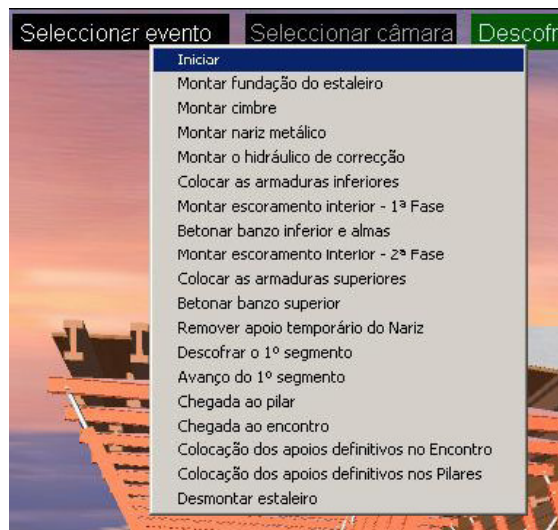 Seleccionar evento Seleccionar câmara Descofr
Iniciar
Montar fundação do estaleiro
Montar cimbre
Montar nariz metálico
Montar o hidráulico de correcção
Colocar as armaduras inferiores
Montar escoramento interior - 1ª Fase
Betonar banzo inferior e almas
Montar escoramento interior - 2ª Fase
Colocar as armaduras superiores
Betonar banzo superior
Remover apoio temporário do Nariz
Descofrar o 1º segmento
Avanço do 1º segmento
Chegada ao pilar
Chegada ao encontro
Colocação dos apoios definitivos no Encontro
Colocação dos apoios definitivos nos Pilares
Desmontar estaleiro